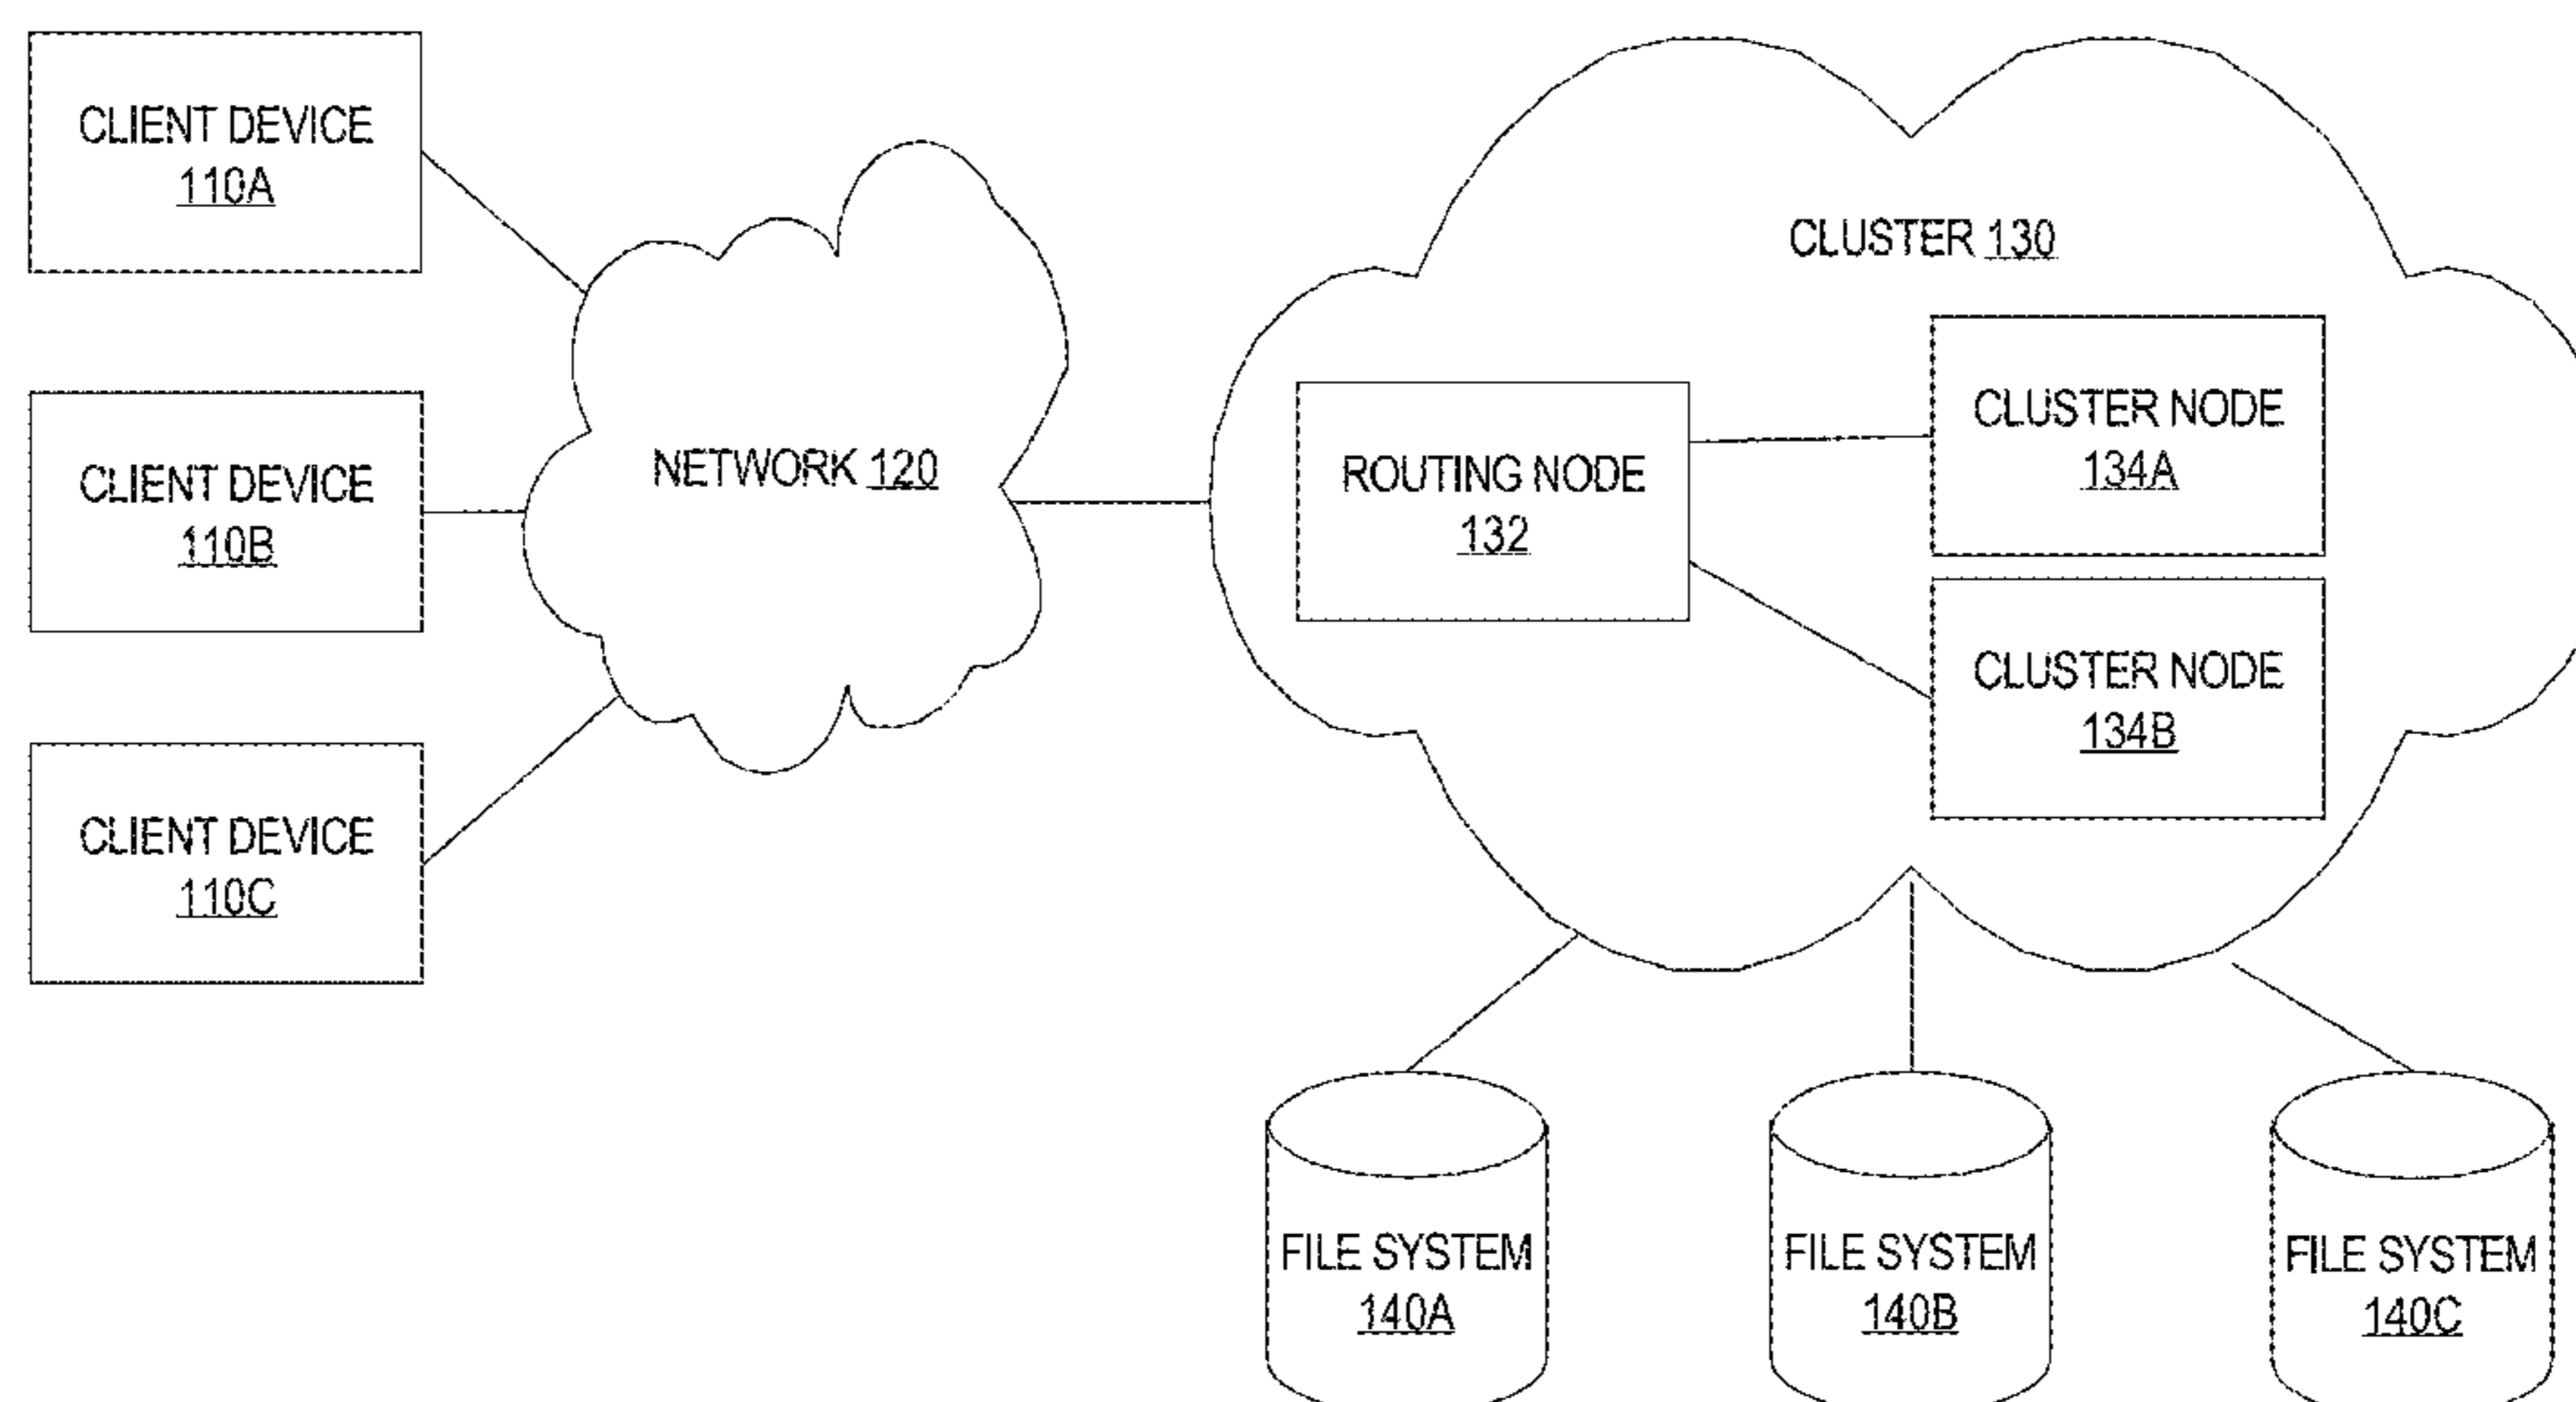 CLIENT DEVICE
110A
CLIENT DEVICE
110B
CLIENT DEVICE
110C
NETWORK 120
CLUSTER 130
ROUTING NODE
132
CLUSTER NODE
134A
CLUSTER NODE
134B
FILE SYSTEM
140A
FILE SYSTEM
140B
FILE SYSTEM
140C